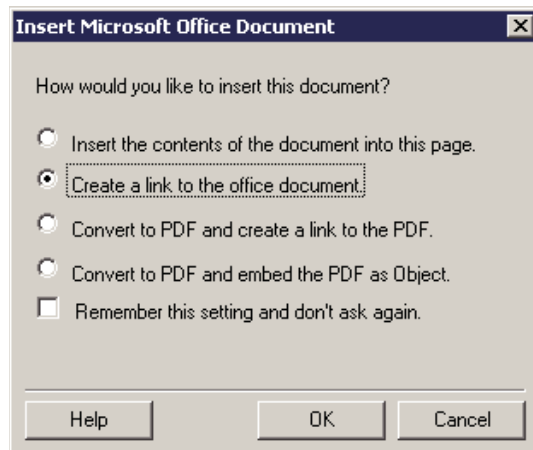 Insert Microsoft Office Document
How would you like to insert this document?
Insert the contents of the document into this page.
Create a link to the office document.
Convert to PDF and create a link to the PDF.
Convert to PDF and embed the PDF as Object.
Remember this setting and don't ask again.
Help OK Cancel